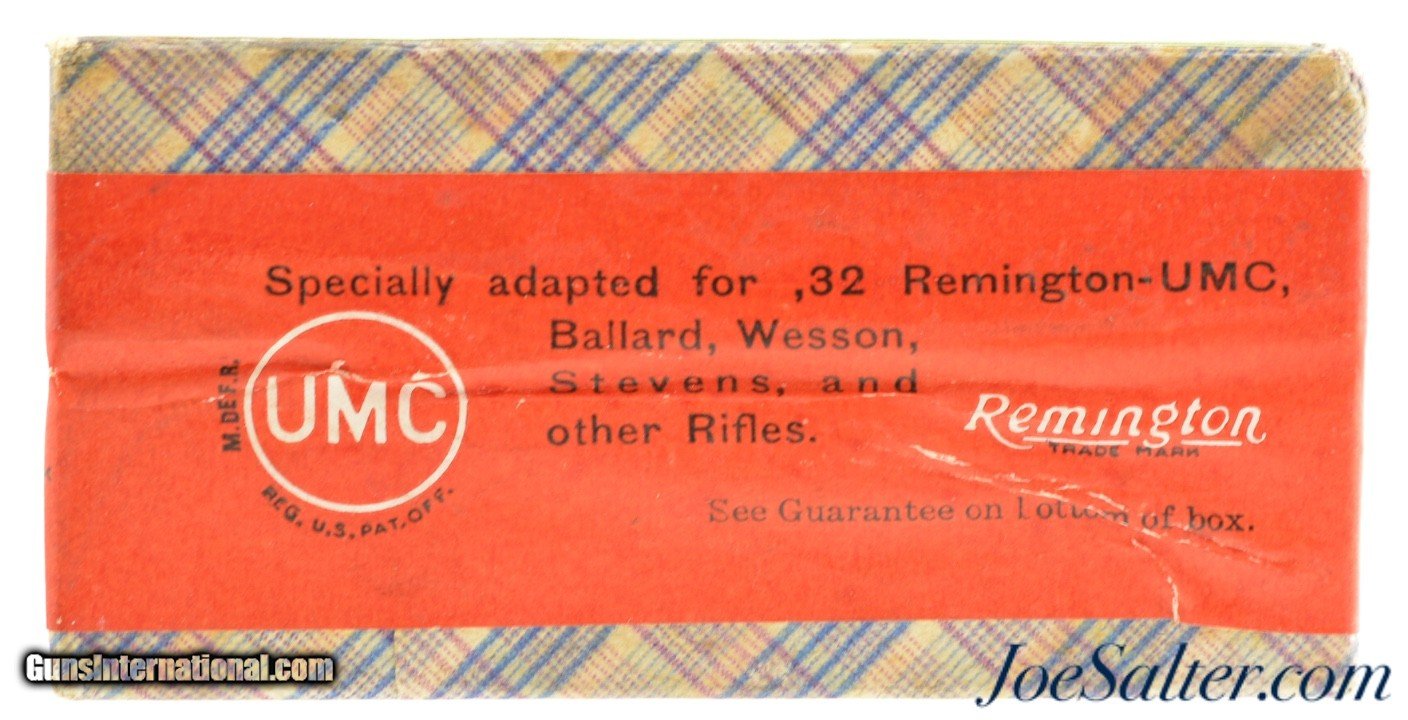 Specially adapted for ,32 Remington-UMC,
Ballard, Wesson,
Stevens, and
other Rifles.
M.DEF.R.
UMC
REG. U.S. PAT. OFF.
Remington
TRADE MARK
See Guarantee on of box.
GunsInternational.com
JoeSalter.com